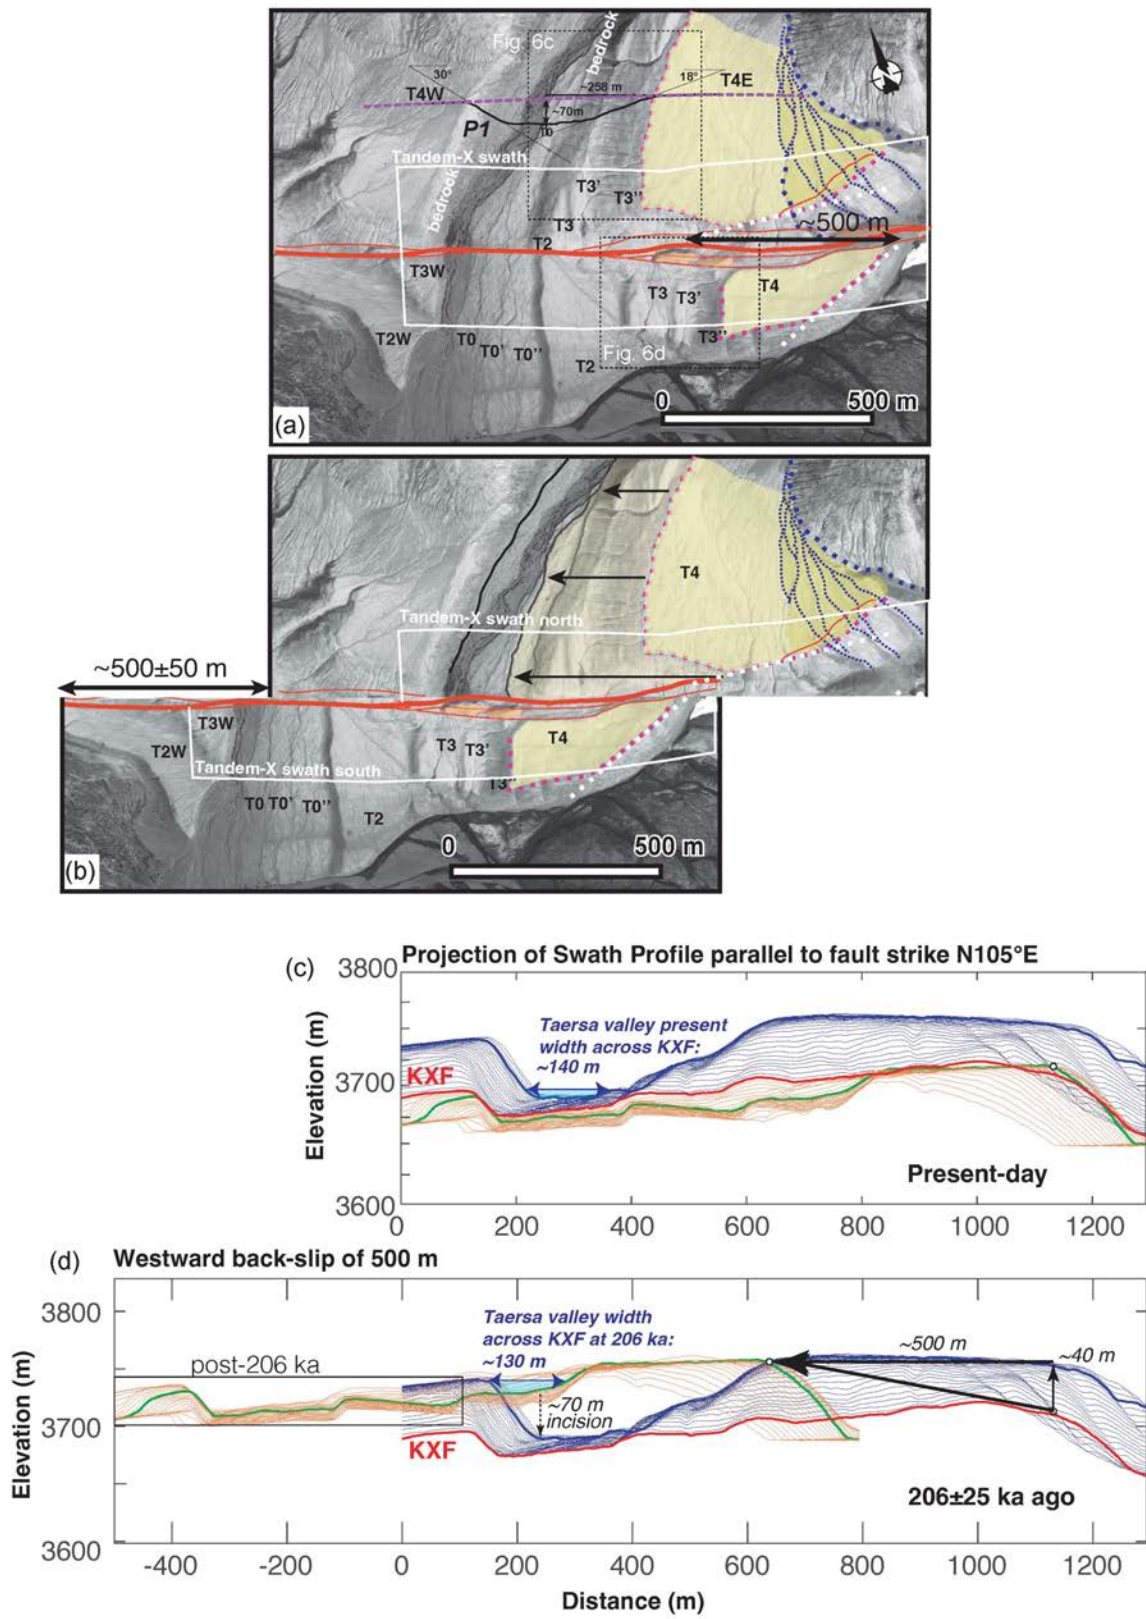 Fig. 6c
bedrock
30°
18°
T4W
~258 m
T4E
~70m
P1
T0
Tandem-X swath
T3'
T3''
bedrock
T3
~500 m
T2
T3W
T3
T3'
T4
T2W
T0
T0'
T0''
T3''
Fig. 6d
T2
0
500 m
(a)
T4
Tandem-X swath north
~500±50 m
T3W
T2W
T3
T3'
T4
Tandem-X swath south
T3''
T0
T0'
T0''
T2
0
500 m
(b)
(c)
Projection of Swath Profile parallel to fault strike N105°E
3800
3700
3600
Elevation (m)
Taersa valley present
width across KXF:
~140 m
KXF
Present-day
0
200
400
600
800
1000
1200
(d)
Westward back-slip of 500 m
3800
3700
3600
Elevation (m)
Taersa valley width
across KXF at 206 ka:
~130 m
post-206 ka
~500 m
~40 m
~70 m
incision
KXF
206±25 ka ago
-400
-200
0
200
400
600
800
1000
1200
Distance (m)